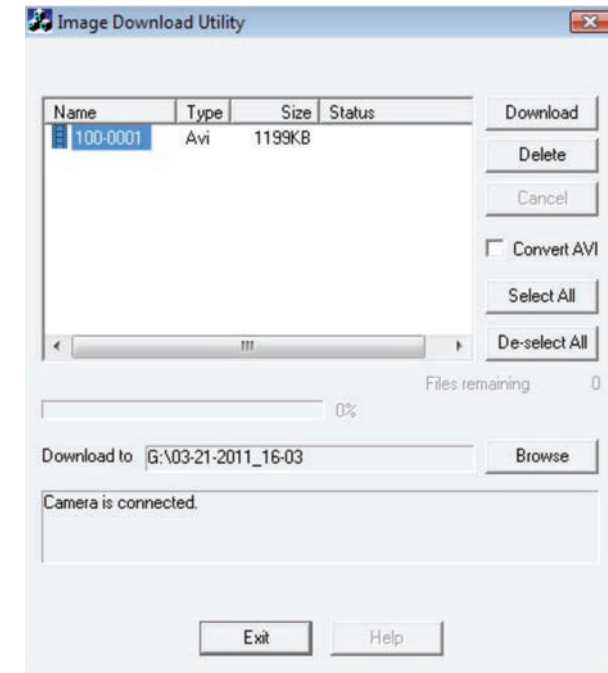 Image Download Utility
Name Type Size Status
100-0001 Avi 1199KB
Download
Delete
Cancel
Convert AVI
Select All
De-select All
Files remaining 0
0%
Download to G:\03-21-2011_16-03 Browse
Camera is connected.
Exit Help